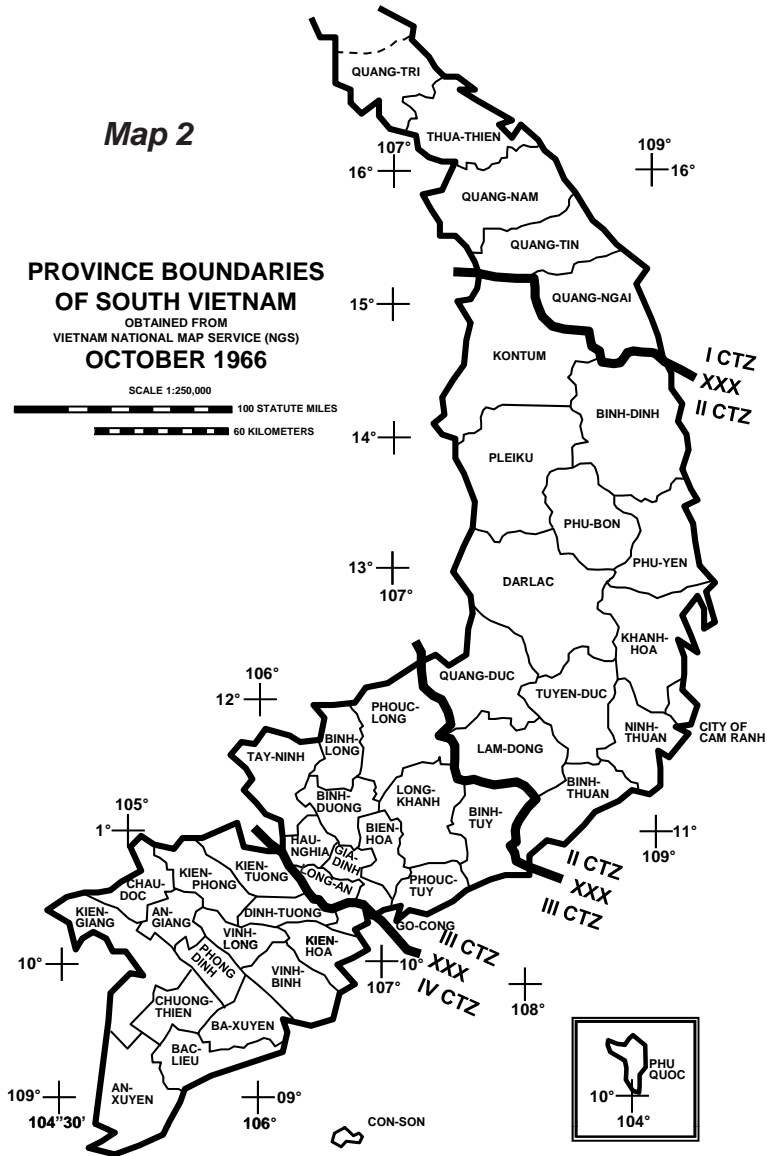 QUANG-TRI
Map 2
THUA-THIEN
107°
109°
16°
16°
QUANG-NAM
QUANG-TIN
PROVINCE BOUNDARIES
OF SOUTH VIETNAM
OBTAINED FROM
VIETNAM NATIONAL MAP SERVICE (NGS)
OCTOBER 1966
QUANG-NGAI
15°
KONTUM
I CTZ
XXX
II CTZ
SCALE 1:250,000
100 STATUTE MILES
60 KILOMETERS
BINH-DINH
14°
PLEIKU
PHU-BON
PHU-YEN
13°
107°
DARLAC
KHANH-
HOA
QUANG-DUC
TUYEN-DUC
106°
12°
PHOUC-
LONG
NINH-
THUAN
CITY OF
CAM RANH
BINH-
LONG
TAY-NINH
LAM-DONG
BINH-
THUAN
BINH-
DUONG
LONG-
KHANH
BINH-
TUY
105°
1°
11°
109°
BIEN-
HOA
HAU-
NGHIA
GIA-
DINH
ONG-AN
PHOUC-
TUY
II CTZ
XXX
III CTZ
KIEN-
TUONG
KIEN-
PHONG
CHAU-
DOC
KIEN-
GIANG
AN-
GIANG
DINH-TUONG
GO-CONG
VINH-
LONG
KIEN-
HOA
III CTZ
XXX
IV CTZ
10°
10°
107°
PHONG
DINH
VINH-
BINH
108°
CHUONG-
THIEN
BA-XUYEN
BAC-
LIEU
AN-
XUYEN
109°
104"30'
09°
106°
CON-SON
PHU
QUOC
10°
104°